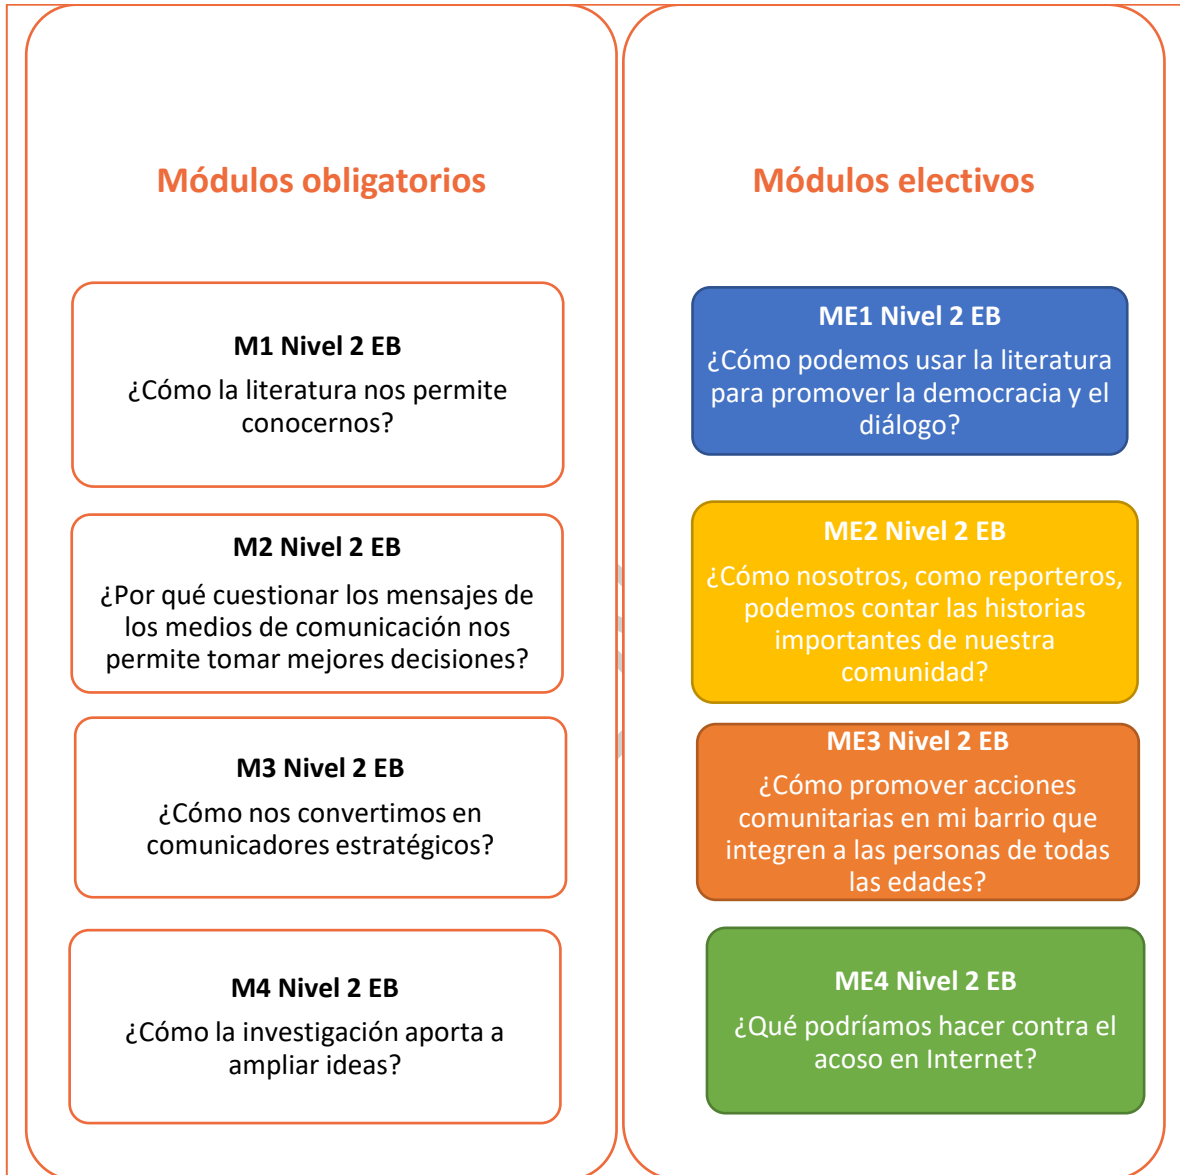 Módulos obligatorios
M1 Nivel 2 EB
¿Cómo la literatura nos permite
conocernos?
M2 Nivel 2 EB
¿Por qué cuestionar los mensajes de
los medios de comunicación nos
permite tomar mejores decisiones?
M3 Nivel 2 EB
¿Cómo nos convertimos en
comunicadores estratégicos?
M4 Nivel 2 EB
¿Cómo la investigación aporta a
ampliar ideas?
Módulos electivos
ME1 Nivel 2 EB
¿Cómo podemos usar la literatura
para promover la democracia y el
diálogo?
ME2 Nivel 2 EB
¿Cómo nosotros, como reporteros,
podemos contar las historias
importantes de nuestra
comunidad?
ME3 Nivel 2 EB
¿Cómo promover acciones
comunitarias en mi barrio que
integren a las personas de todas
las edades?
ME4 Nivel 2 EB
¿Qué podríamos hacer contra el
acoso en Internet?